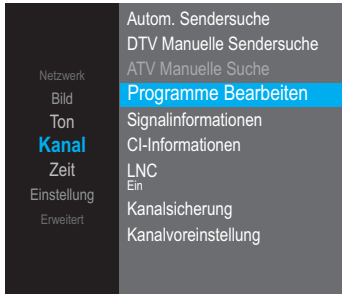 Netzwerk
Bild
Ton
Kanal
Zeit
Einstellung
Erweitert
Autom. Sendersuche
DTV Manuelle Sendersuche
ATV Manuelle Suche
Programme Bearbeiten
Signalinformationen
CI-Informationen
LNC
Ein
Kanalsicherung
Kanalvoreinstellung